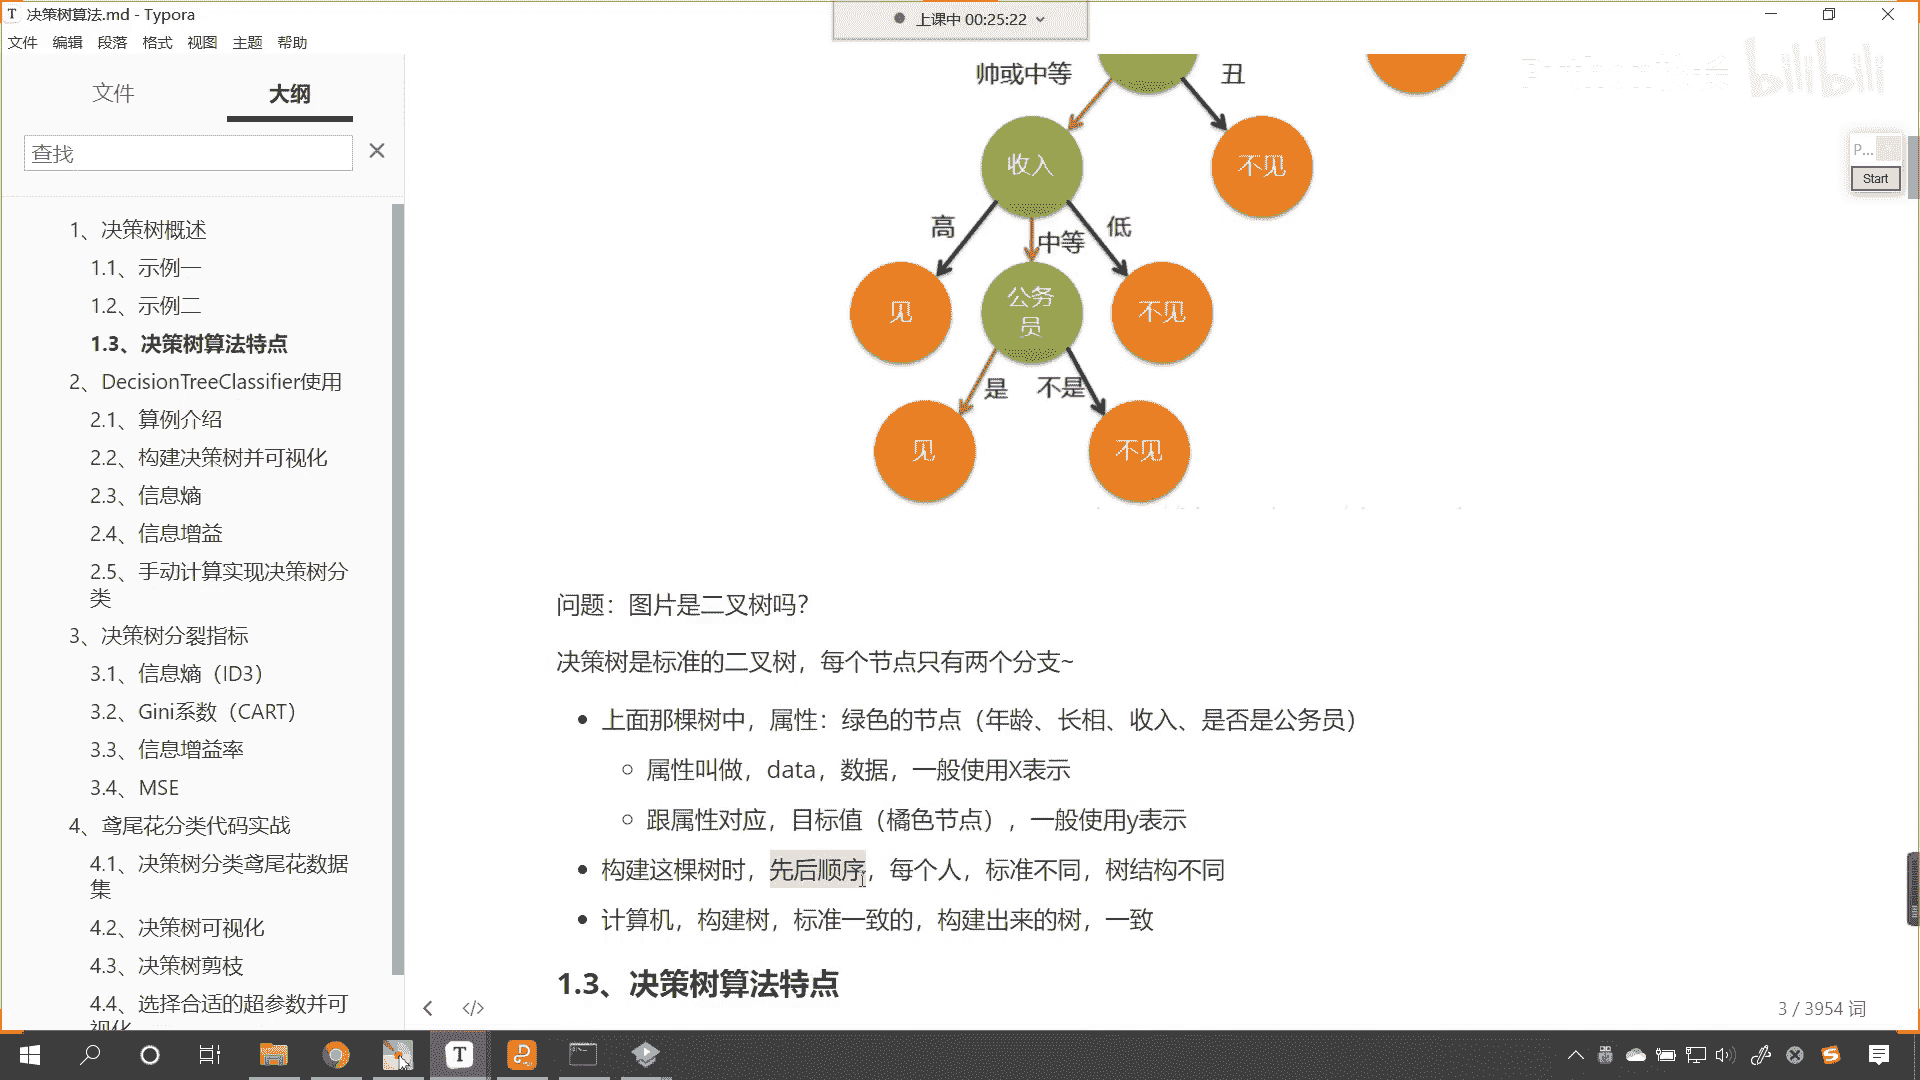 决策树算法.md - Typora
上课中 00:25:22
文件 编辑 段落 格式 视图 主题 帮助
文件 大纲
查找
1、决策树概述
1.1、示例一
1.2、示例二
1.3、决策树算法特点
2、DecisionTreeClassifier使用
2.1、算例介绍
2.2、构建决策树并可视化
2.3、信息熵
2.4、信息增益
2.5、手动计算实现决策树分
类
3、决策树分裂指标
3.1、信息熵（ID3）
3.2、Gini系数（CART）
3.3、信息增益率
3.4、MSE
4、鸢尾花分类代码实战
4.1、决策树分类鸢尾花数据
集
4.2、决策树可视化
4.3、决策树剪枝
4.4、选择合适的超参数并可
视化
帅或中等 丑
收入 不见
高 中等 低
见 公务
员 不见
是 不是
见 不见
bilibili
P...
Start
问题：图片是二叉树吗？
决策树是标准的二叉树，每个节点只有两个分支~
上面那棵树中，属性：绿色的节点（年龄、长相、收入、是否是公务员）
属性叫做，data，数据，一般使用X表示
跟属性对应，目标值（橘色节点），一般使用y表示
构建这棵树时，先后顺序，每个人，标准不同，树结构不同
计算机，构建树，标准一致的，构建出来的树，一致
1.3、决策树算法特点
3 / 3954 词